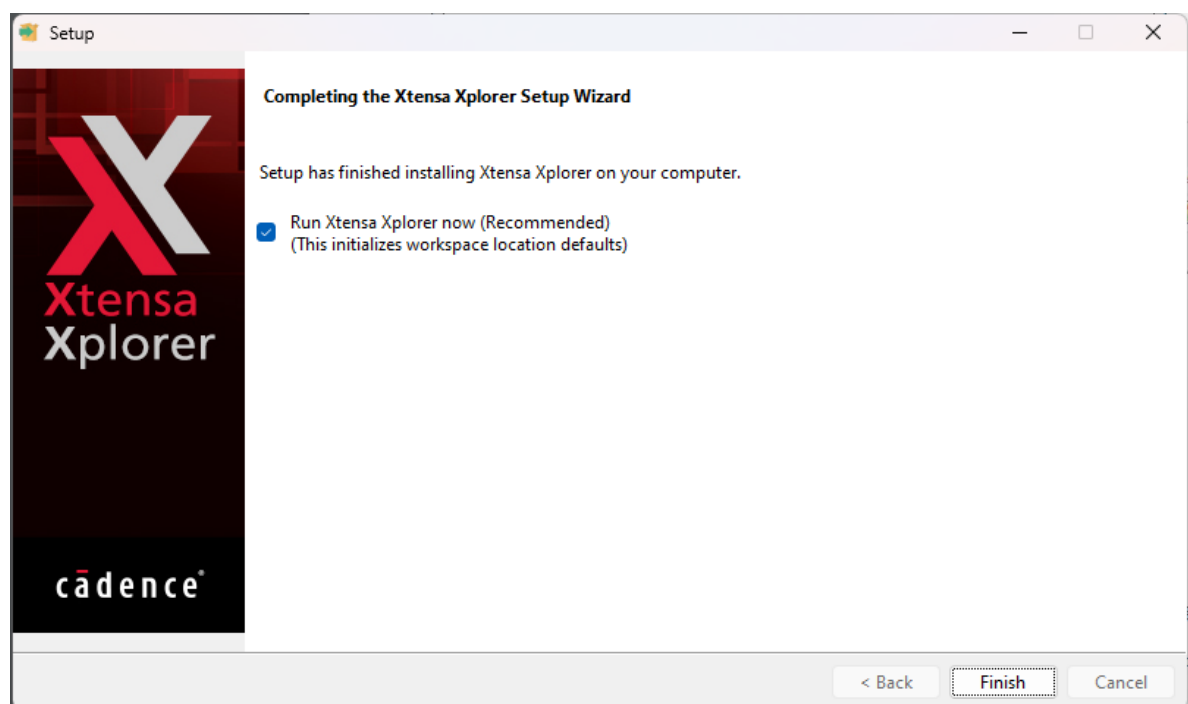 Setup
Completing the Xtensa Xplorer Setup Wizard
Setup has finished installing Xtensa Xplorer on your computer.
Run Xtensa Xplorer now (Recommended)
(This initializes workspace location defaults)
Xtensa
Xplorer
cādence®
< Back
Finish
Cancel